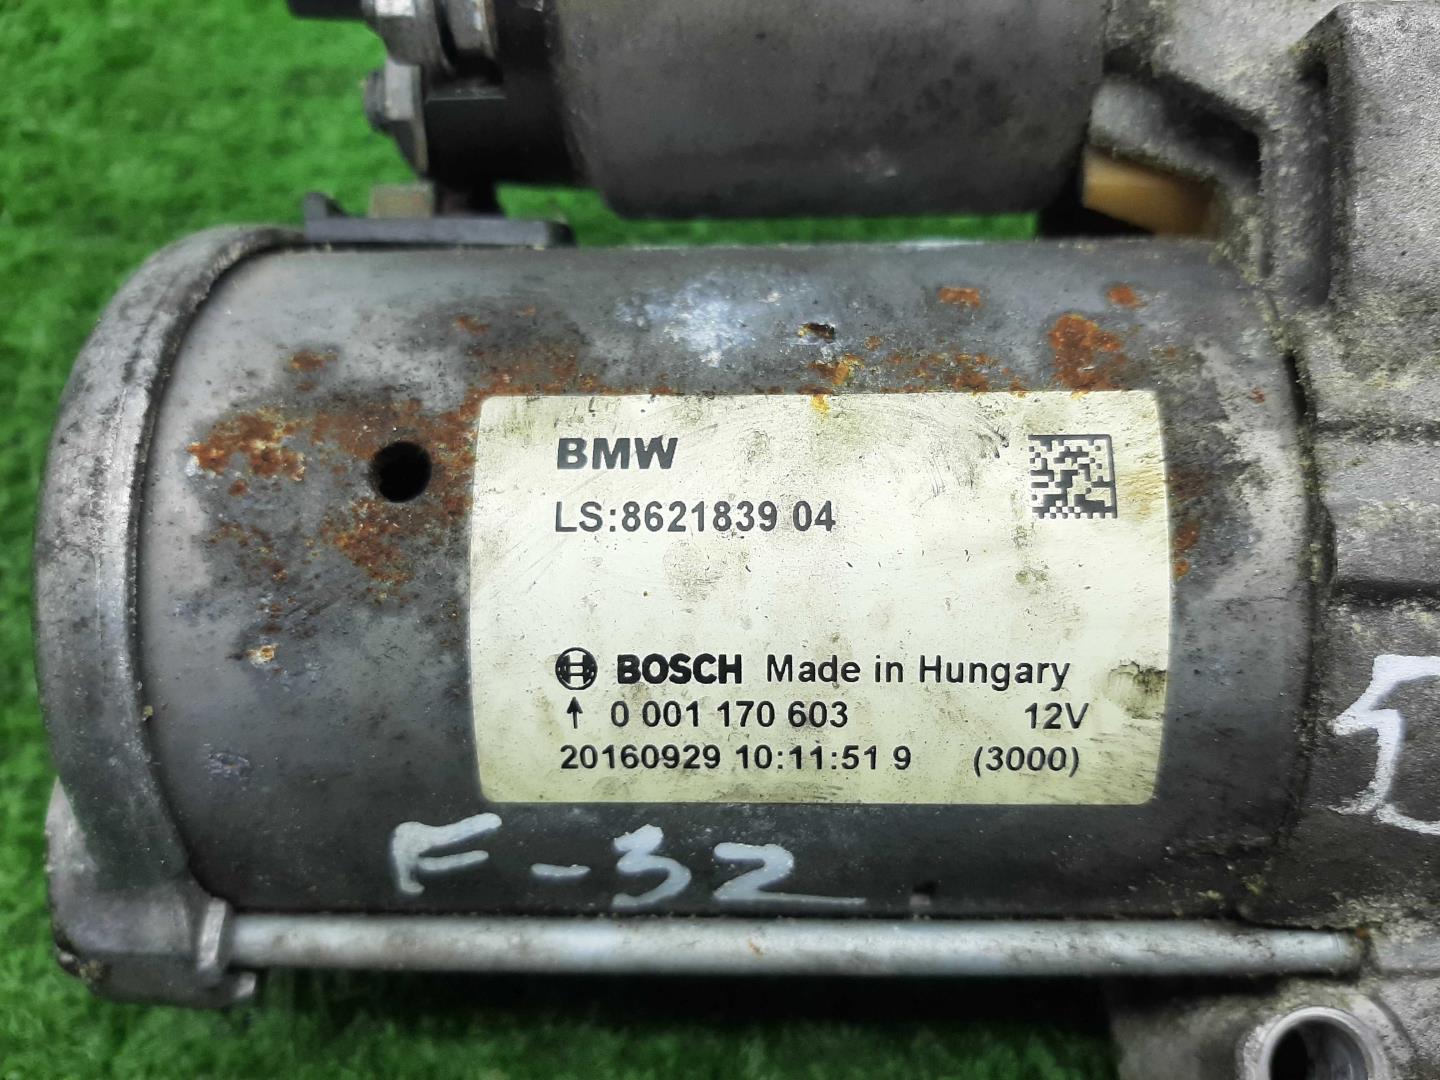 BMW
LS:8621839 04
BOSCH Made in Hungary
↑ 0 001 170 603 12V
20160929 10:11:51 9 (3000)
F-32